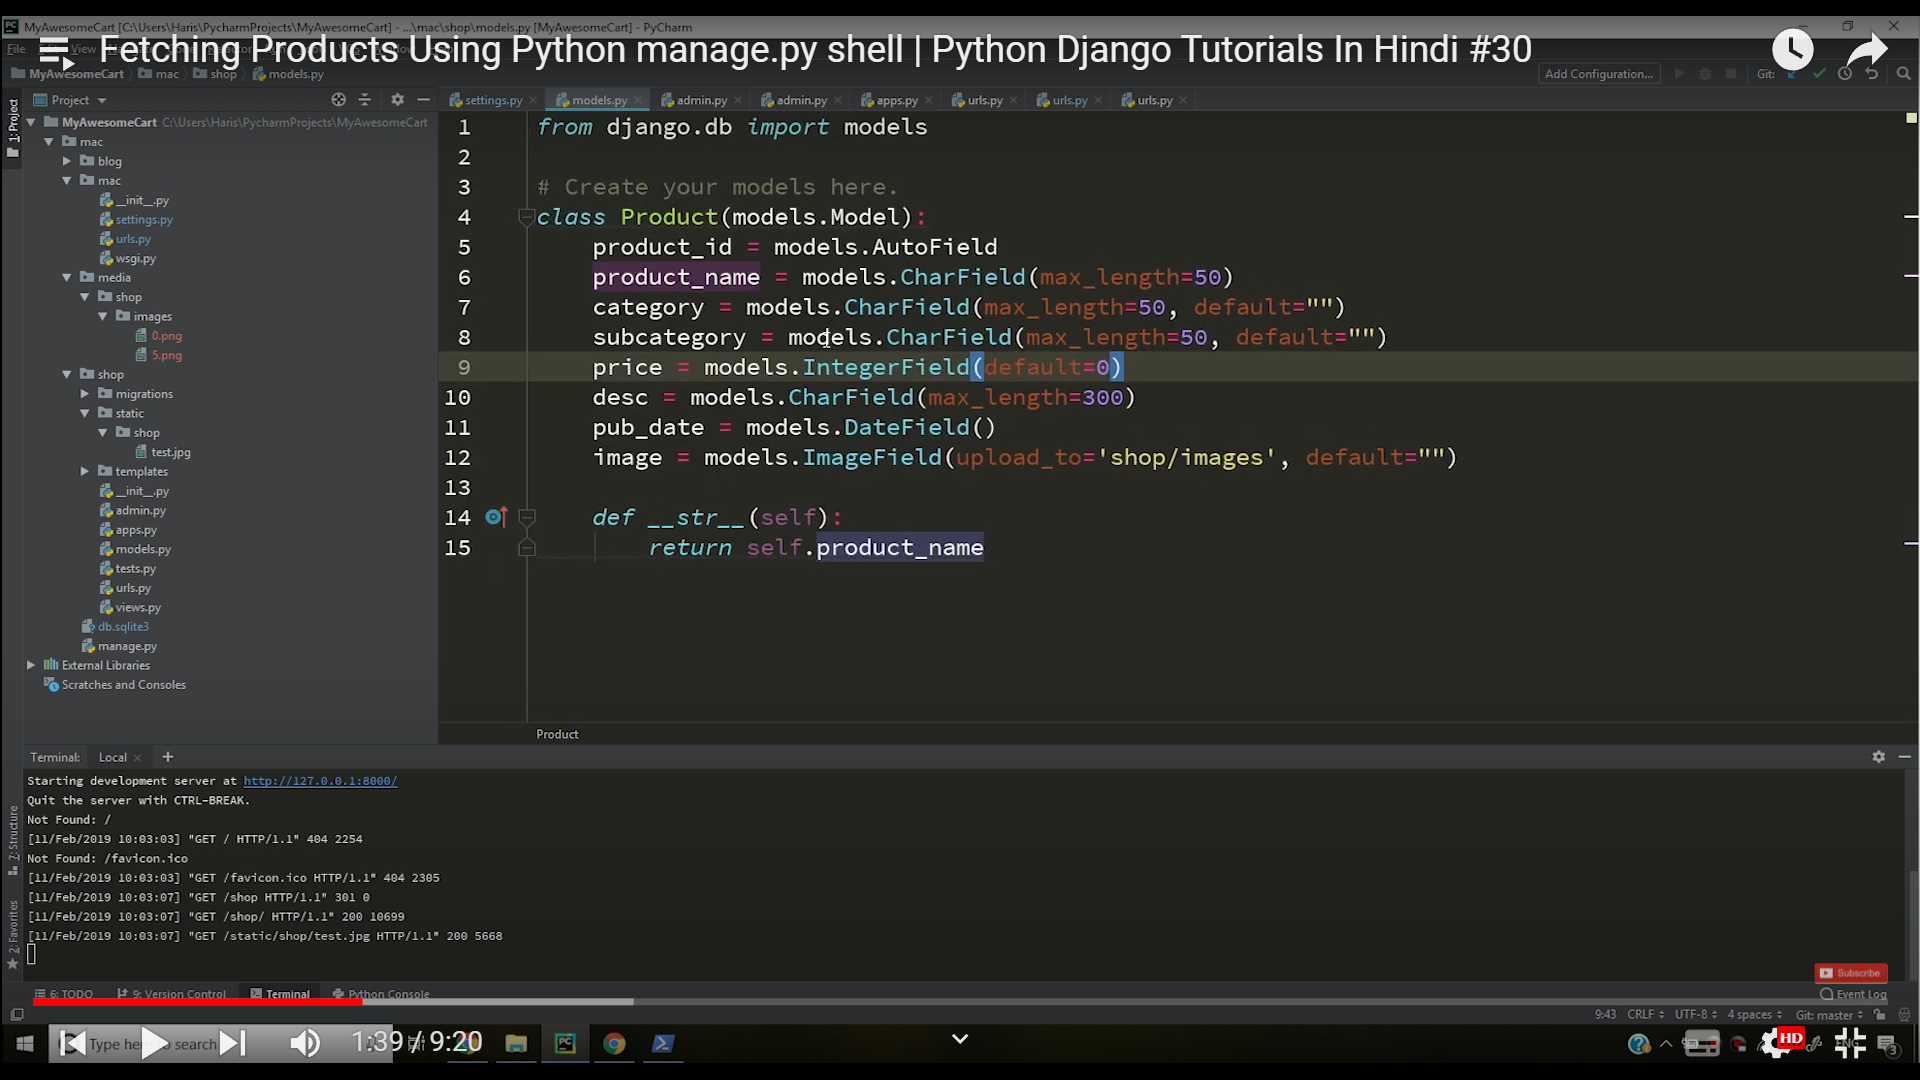 MyAwesomeCart [C:\Users\Haris\PycharmProjects\MyAwesomeCart] - ...\mac\shop\models.py [MyAwesomeCart] - PyCharm
Fetching Products Using Python manage.py shell | Python Django Tutorials In Hindi #30
File
View
MyAwesomeCart mac shop models.py
Add Configuration...
Git:
1: Project
Project
settings.py models.py admin.py admin.py apps.py urls.py urls.py urls.py
MyAwesomeCart C:\Users\Haris\PycharmProjects\MyAwesomeCart
mac
blog
mac
__init__.py
settings.py
urls.py
wsgi.py
media
shop
images
0.png
5.png
shop
migrations
static
shop
test.jpg
templates
__init__.py
admin.py
apps.py
models.py
tests.py
urls.py
views.py
db.sqlite3
manage.py
External Libraries
Scratches and Consoles
1 from django.db import models
2
3 # Create your models here.
4 class Product(models.Model):
5 product_id = models.AutoField
6 product_name = models.CharField(max_length=50)
7 category = models.CharField(max_length=50, default="")
8 subcategory = models.CharField(max_length=50, default="")
9 price = models.IntegerField(default=0)
10 desc = models.CharField(max_length=300)
11 pub_date = models.DateField()
12 image = models.ImageField(upload_to='shop/images', default="")
13
14 def __str__(self):
15 return self.product_name
Product
Terminal: Local +
Starting development server at http://127.0.0.1:8000/
Quit the server with CTRL-BREAK.
Not Found: /
[11/Feb/2019 10:03:03] "GET / HTTP/1.1" 404 2254
Not Found: /favicon.ico
[11/Feb/2019 10:03:03] "GET /favicon.ico HTTP/1.1" 404 2305
[11/Feb/2019 10:03:07] "GET /shop HTTP/1.1" 301 0
[11/Feb/2019 10:03:07] "GET /shop/ HTTP/1.1" 200 10699
[11/Feb/2019 10:03:07] "GET /static/shop/test.jpg HTTP/1.1" 200 5668
Z: Structure
2: Favorites
Subscribe
6: TODO 9: Version Control Terminal Python Console
Event Log
9:43 CRLF UTF-8 4 spaces Git: master
Type here to search
1:39 / 9:20
HD
ENG
3